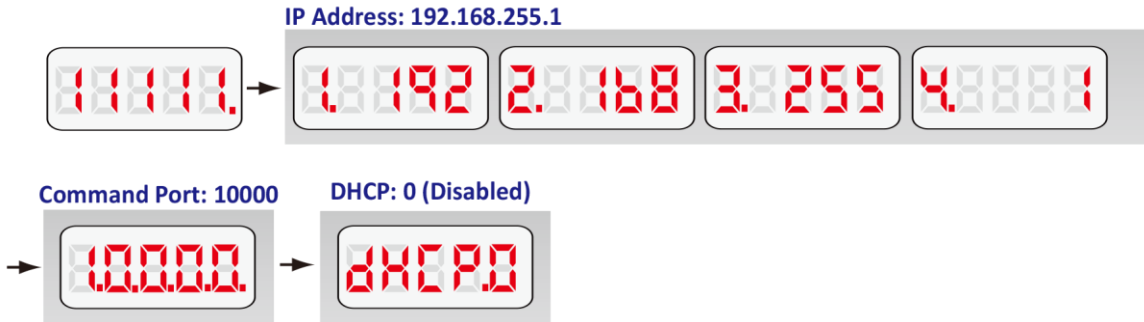 IP Address: 192.168.255.1
11111. 1. 192 2. 168 3. 255 4. 1
Command Port: 10000 DHCP: 0 (Disabled)
1.0.0.0.0. dHCP.0